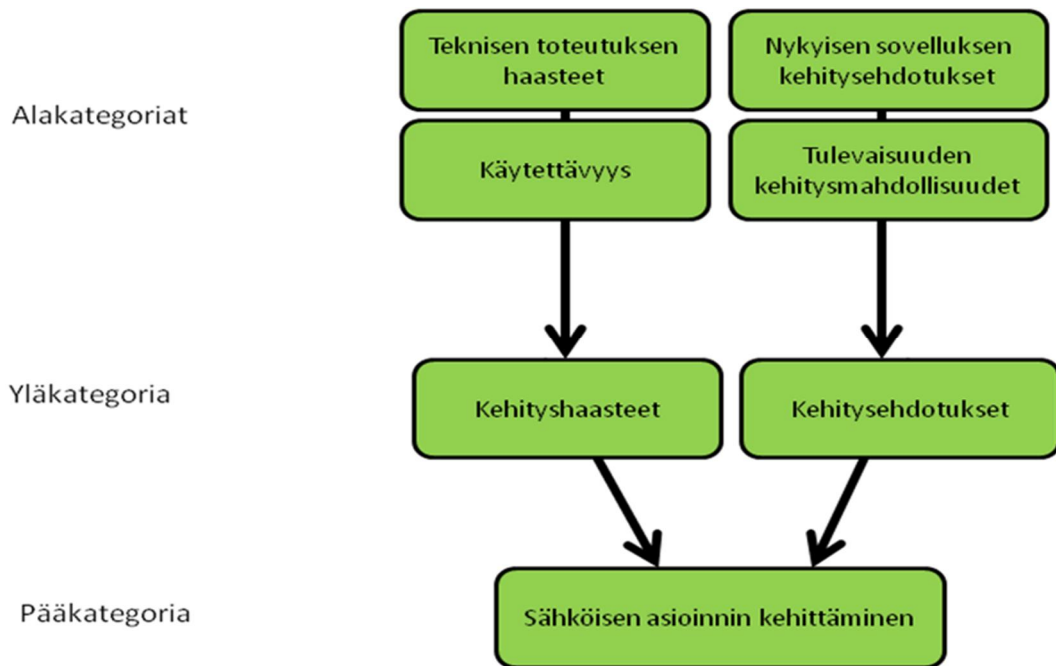 Teknisen toteutuksen
haasteet
Nykyisen sovelluksen
kehitysehdotukset
Alakategoriat
Käytettävyys
Tulevaisuuden
kehitysmahdollisuudet
Yläkategoria
Kehityshaasteet
Kehitysehdotukset
Pääkategoria
Sähköisen asioinnin kehittäminen